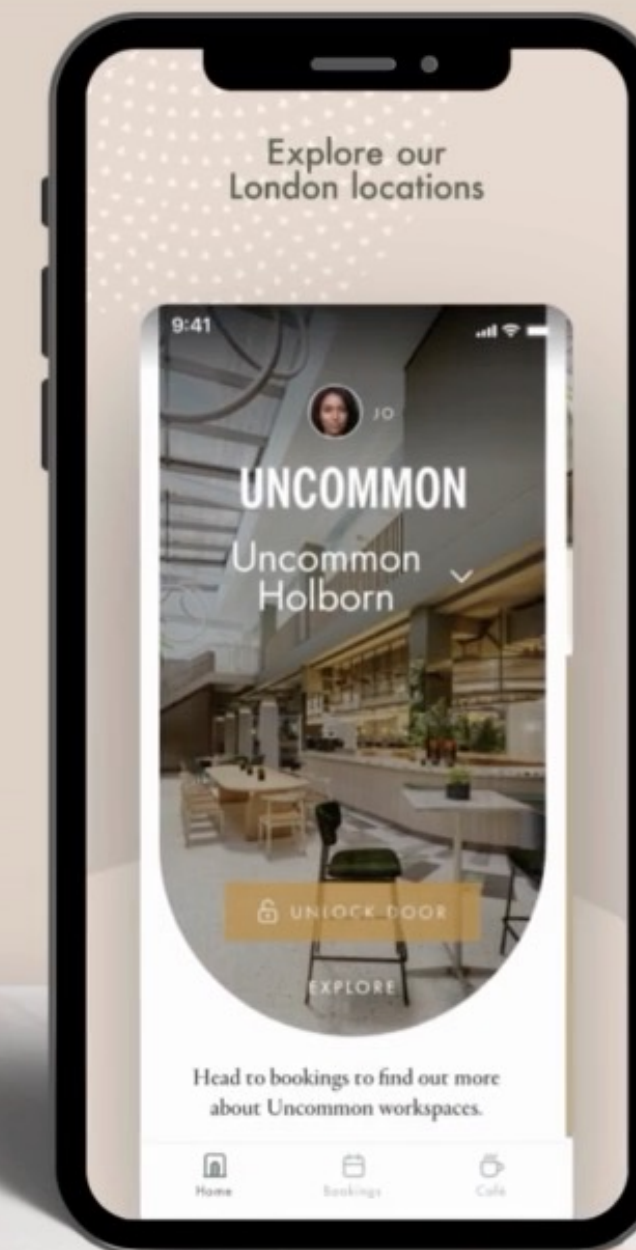 Explore our
London locations
9:41
JO
UNCOMMON
Uncommon
Holborn
UNLOCK DOOR
EXPLORE
Head to bookings to find out more
about Uncommon workspaces.
Home Bookings Café